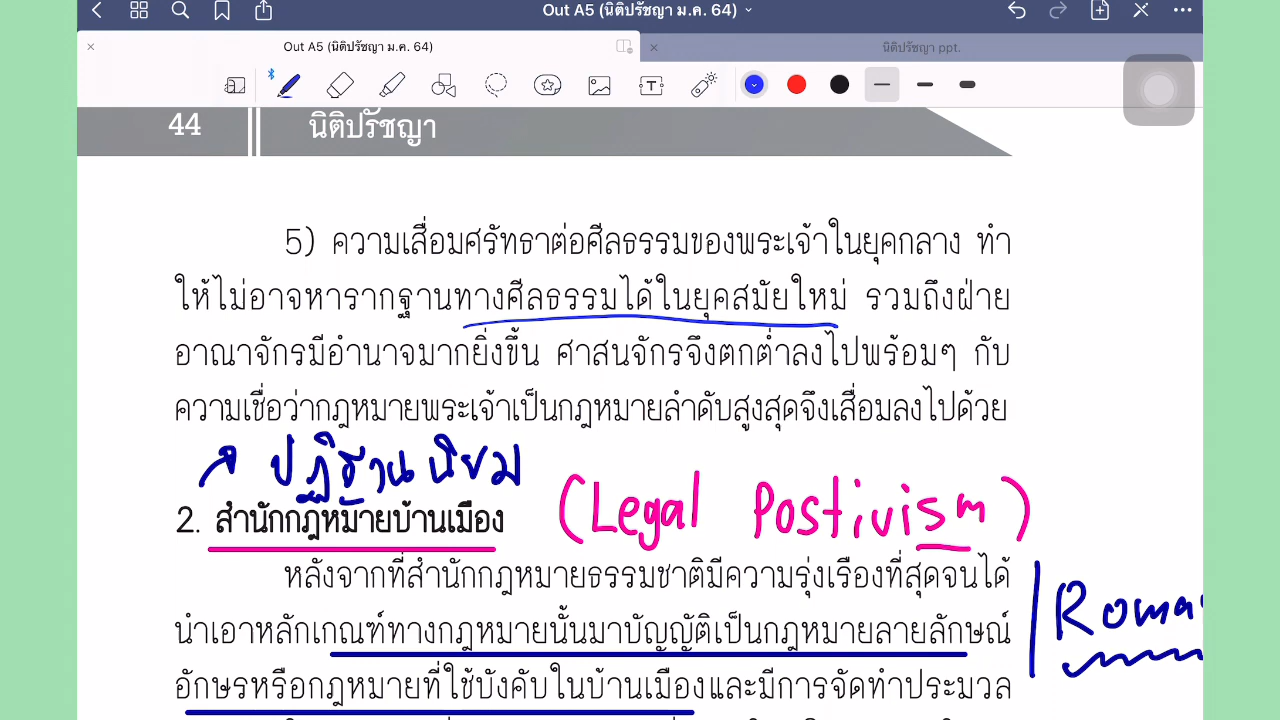 Out A5 (นิติปรัชญา ม.ค. 64)
Out A5 (นิติปรัชญา ม.ค. 64)
นิติปรัชญา ppt.
44 นิติปรัชญา
5) ความเสื่อมศรัทธาต่อศีลธรรมของพระเจ้าในยุคกลาง ทำ
ให้ไม่อาจหารากฐานทางศีลธรรมได้ในยุคสมัยใหม่ รวมถึงฝ่าย
อาณาจักรมีอำนาจมากยิ่งขึ้น ศาสนจักรจึงตกต่ำลงไปพร้อมๆ กับ
ความเชื่อว่ากฎหมายพระเจ้าเป็นกฎหมายลำดับสูงสุดจึงเสื่อมลงไปด้วย
ปฏิฐานนิยม
2. สำนักกฎหมายบ้านเมือง (Legal Postivism)
หลังจากที่สำนักกฎหมายธรรมชาติมีความรุ่งเรืองที่สุดจนได้
Roma
นำเอาหลักเกณฑ์ทางกฎหมายนั้นมาบัญญัติเป็นกฎหมายลายลักษณ์
อักษรหรือกฎหมายที่ใช้บังคับในบ้านเมืองและมีการจัดทำประมวล